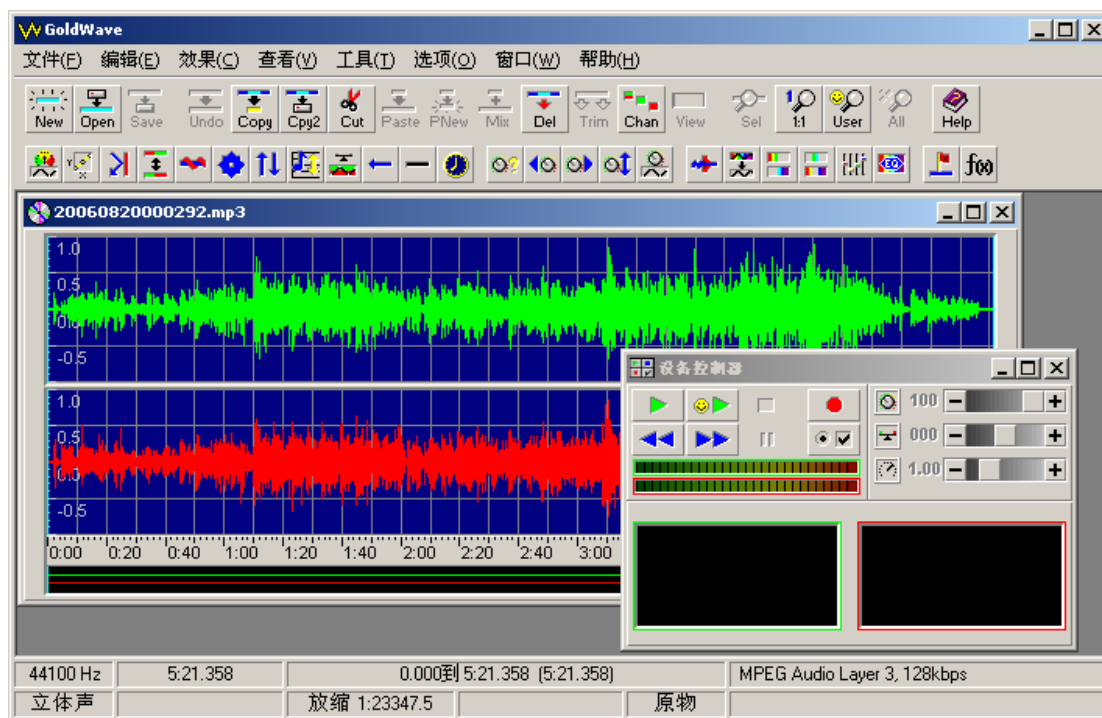 GoldWave
文件(F) 编辑(E) 效果(C) 查看(V) 工具(T) 选项(O) 窗口(W) 帮助(H)
New Open Save Undo Copy Cpy2 Cut Paste PNew Mix Del Trim Chan View Sel 1:1 User All Help
f(x)
20060820000292.mp3
1.0
0.5
0.0
-0.5
1.0
0.5
0.0
-0.5
0:00 0:20 0:40 1:00 1:20 1:40 2:00 2:20 2:40 3:00
设备控制器
100
000
1.00
44100 Hz 5:21.358 0.000到 5:21.358 (5:21.358) MPEG Audio Layer 3, 128kbps
立体声 放缩 1:23347.5 原物